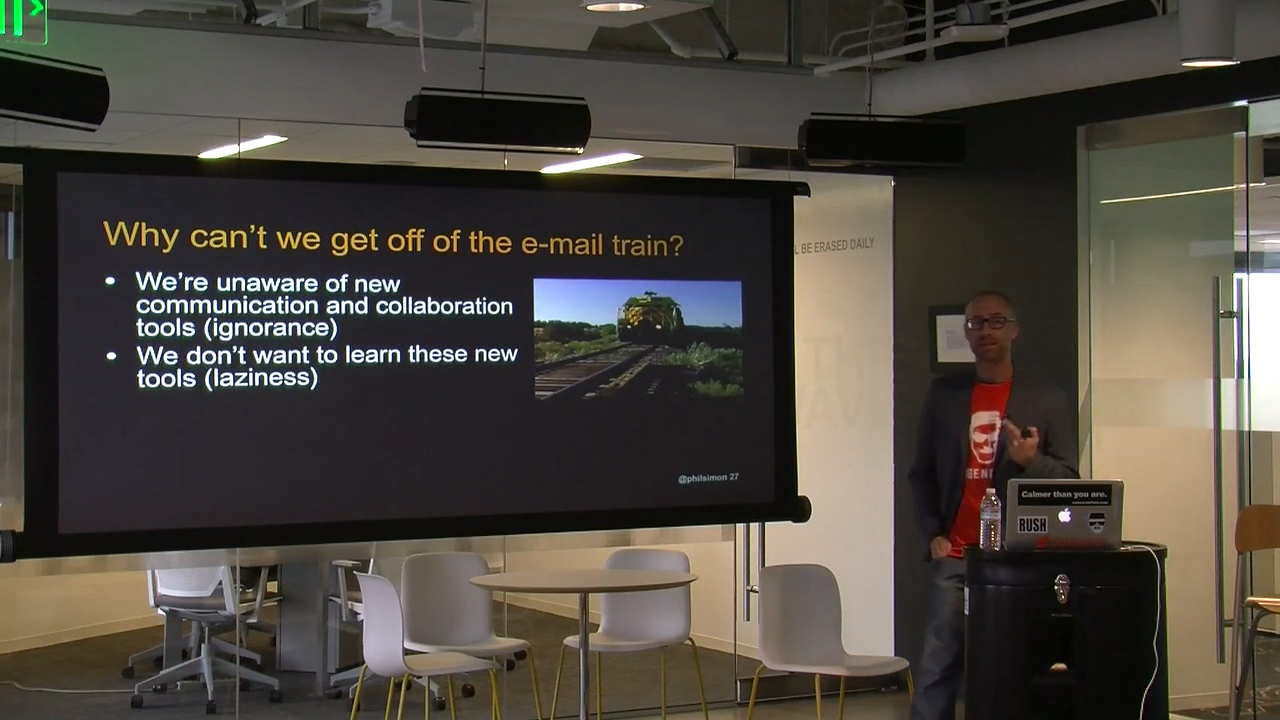 Why can't we get off of the e-mail train?
• We're unaware of new
communication and collaboration
tools (ignorance)
• We don't want to learn these new
tools (laziness)
@philsimon 27
BE ERASED DAILY
Calmer than you are.
RUSH